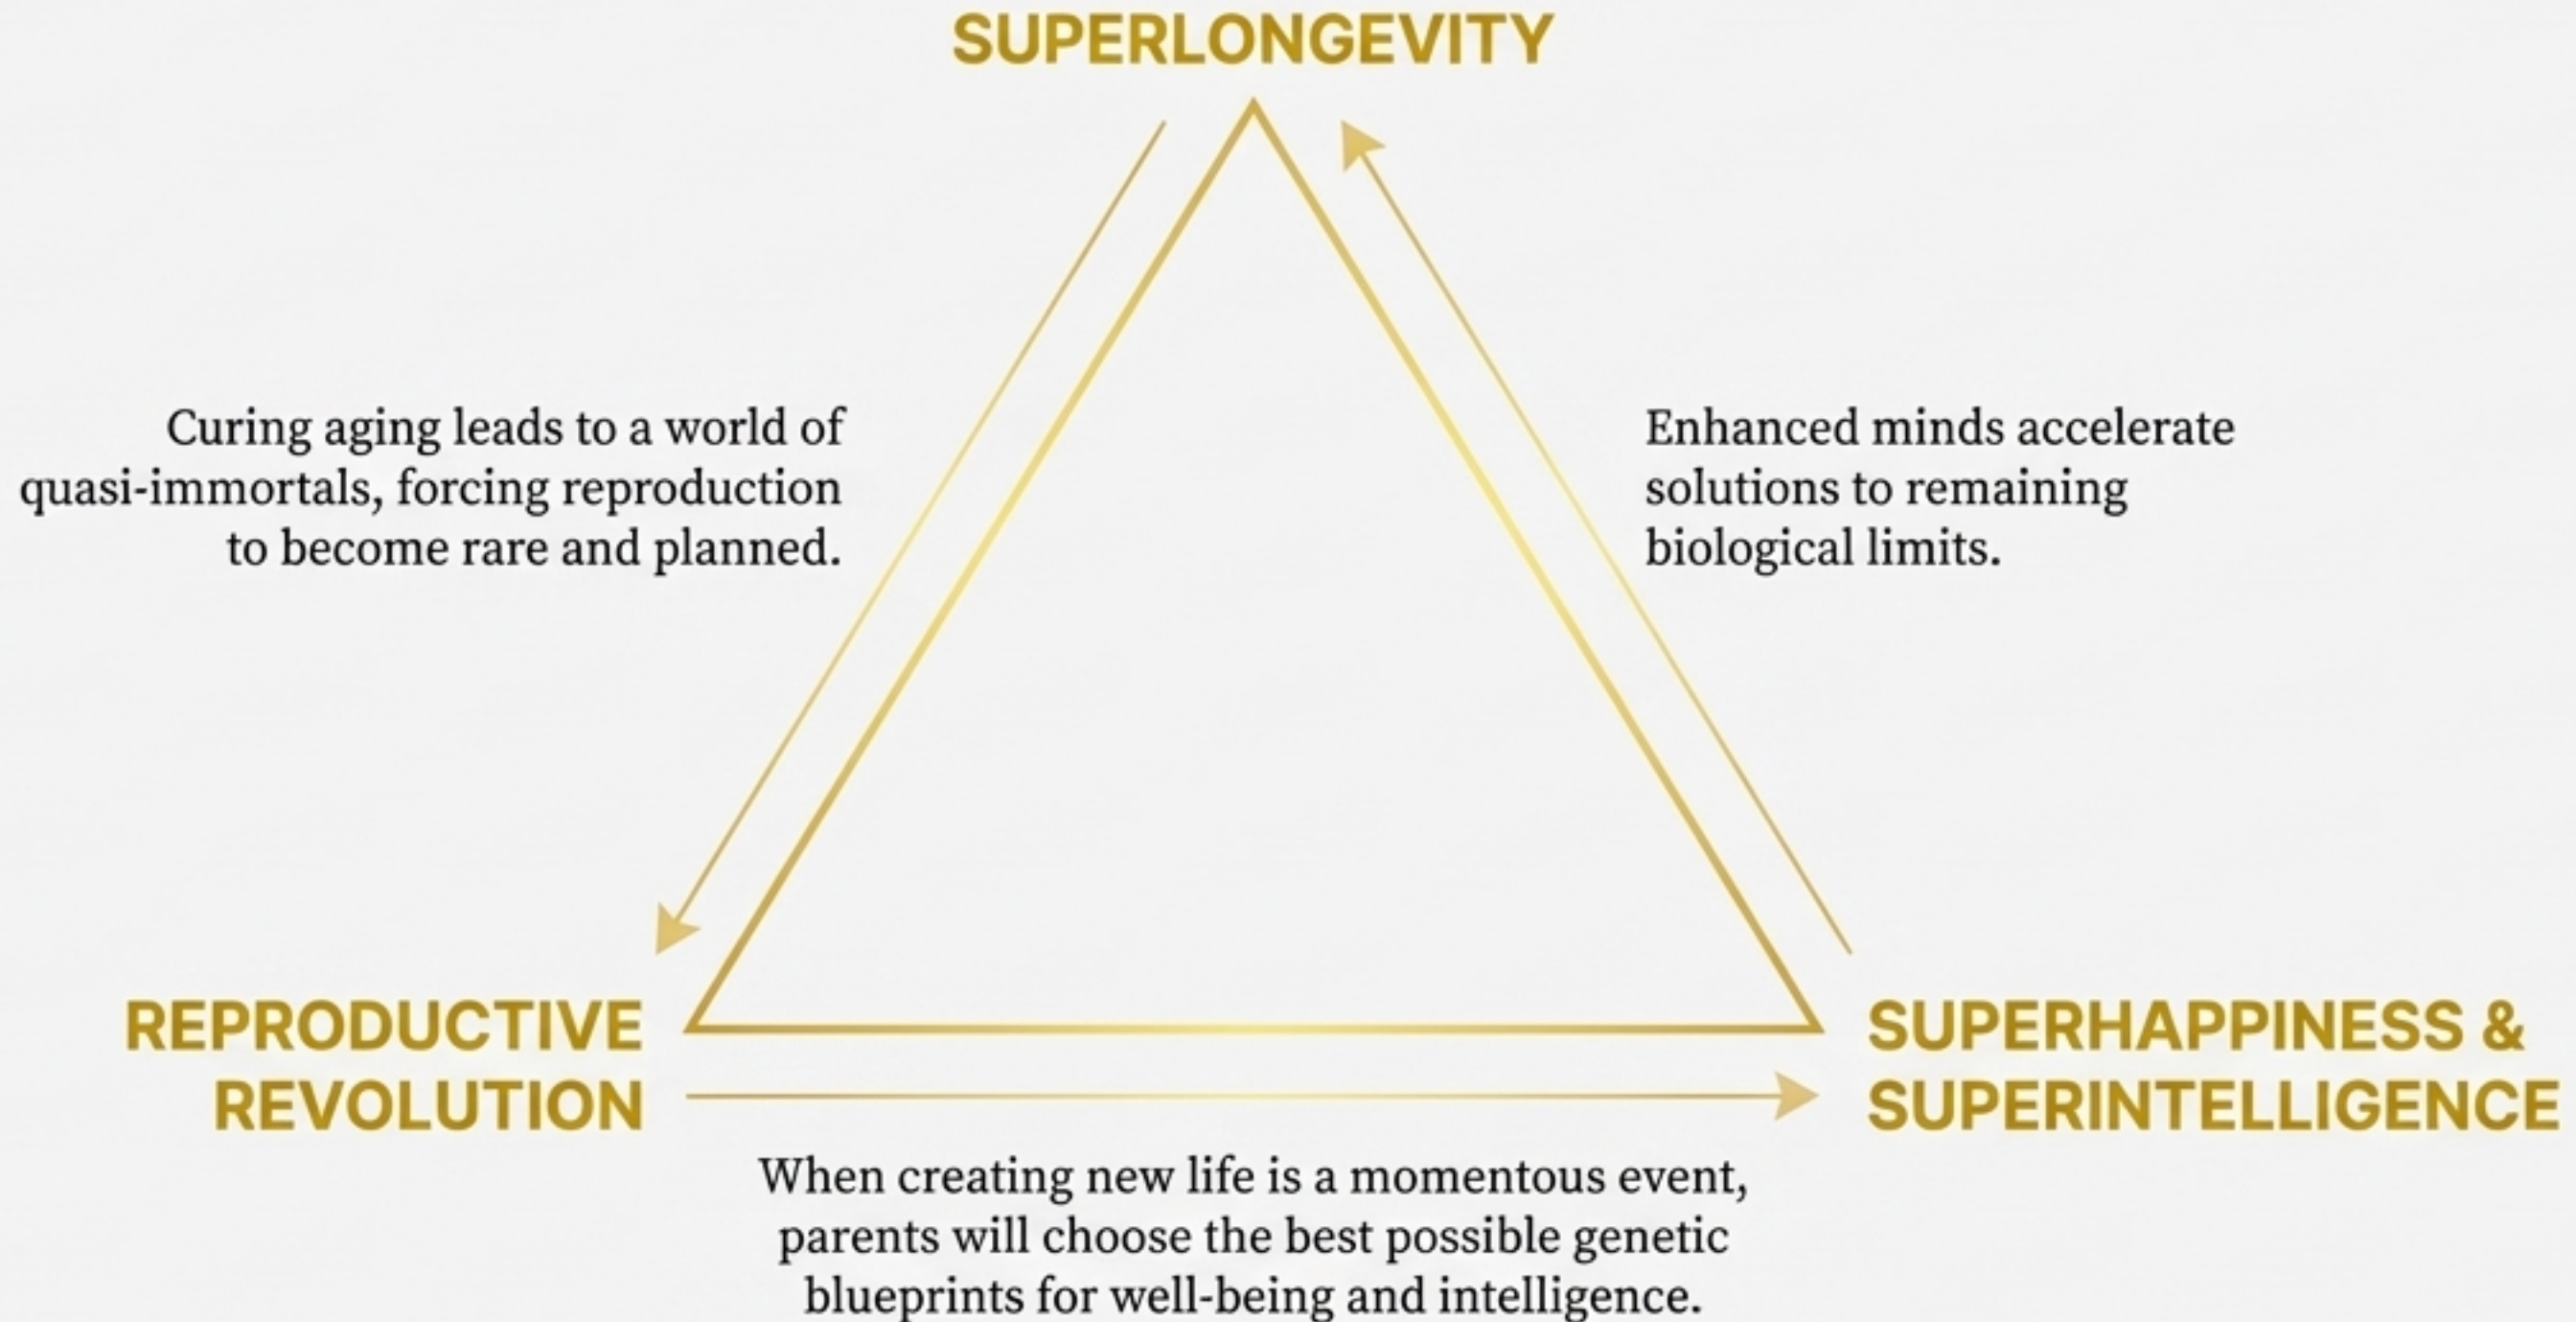 SUPERLONGEVITY
Curing aging leads to a world of
quasi-immortals, forcing reproduction
to become rare and planned.
Enhanced minds accelerate
solutions to remaining
biological limits.
REPRODUCTIVE
REVOLUTION
SUPERHAPPINESS &
SUPERINTELLIGENCE
When creating new life is a momentous event,
parents will choose the best possible genetic
blueprints for well-being and intelligence.